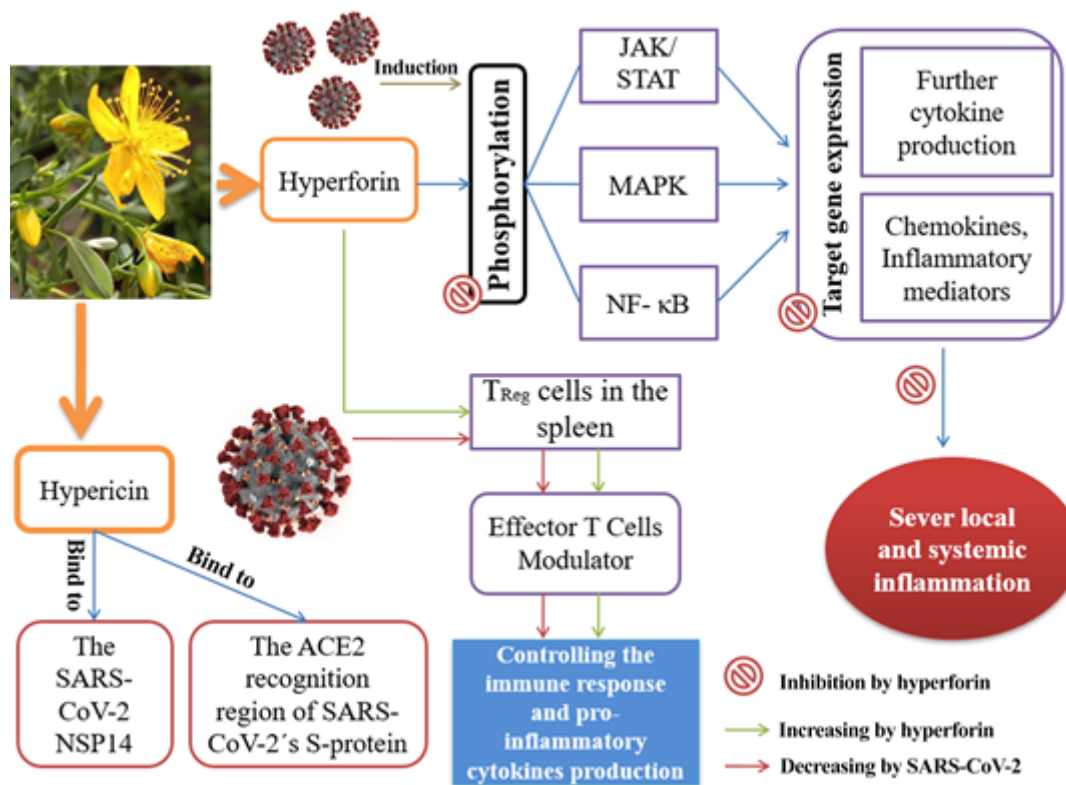 Induction
Hyperforin
Phosphorylation
JAK/
STAT
MAPK
NF- κB
Target gene expression
Further
cytokine
production
Chemokines,
Inflammatory
mediators
TReg cells in the
spleen
Hypericin
Effector T Cells
Modulator
Sever local
and systemic
inflammation
Bind to
Bind to
The
SARS-
CoV-2
NSP14
The ACE2
recognition
region of SARS-
CoV-2´s S-protein
Controlling the
immune response
and pro-
inflammatory
cytokines production
Inhibition by hyperforin
Increasing by hyperforin
Decreasing by SARS-CoV-2